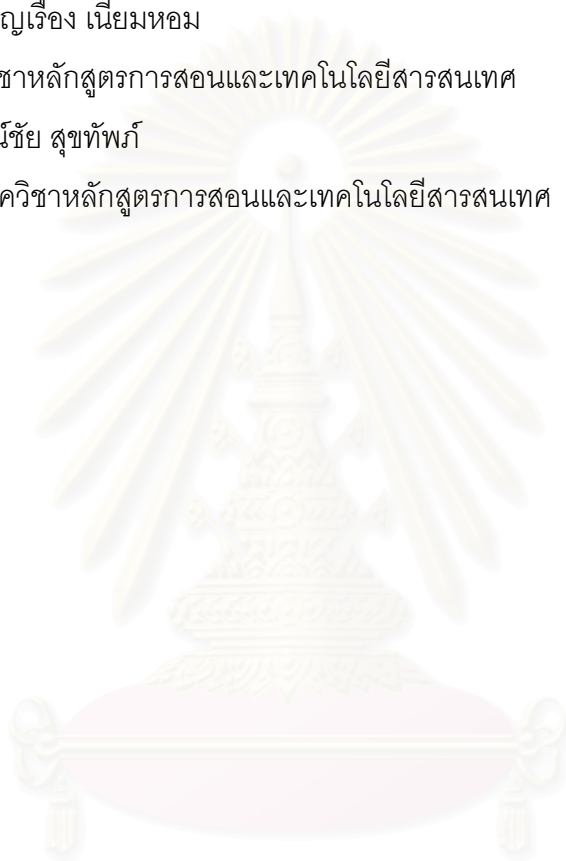 ญเรือง เนียมหอม
ชาหลักสูตรการสอนและเทคโนโลยีสารสนเทศ
น์ชัย สุขทัพภ์
ควิชาหลักสูตรการสอนและเทคโนโลยีสารสนเทศ